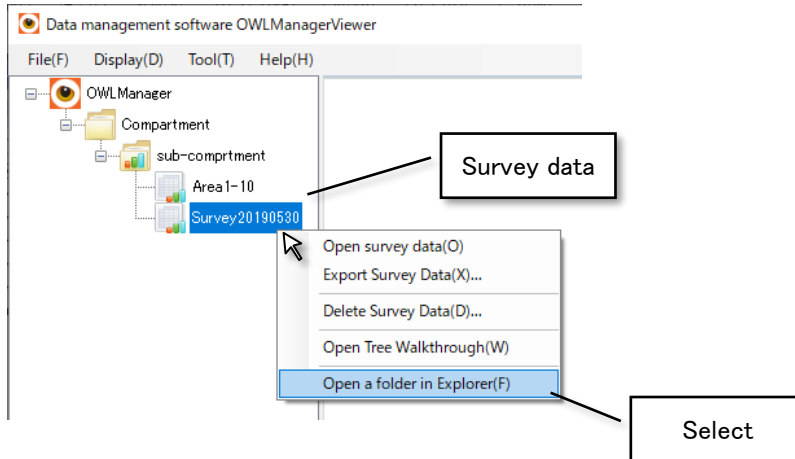 Data management software OWLManagerViewer
File(F) Display(D) Tool(T) Help(H)
OWLManager
Compartment
sub-comprtment
Area1-10
Survey20190530
Survey data
Open survey data(O)
Export Survey Data(X)...
Delete Survey Data(D)...
Open Tree Walkthrough(W)
Open a folder in Explorer(F)
Select